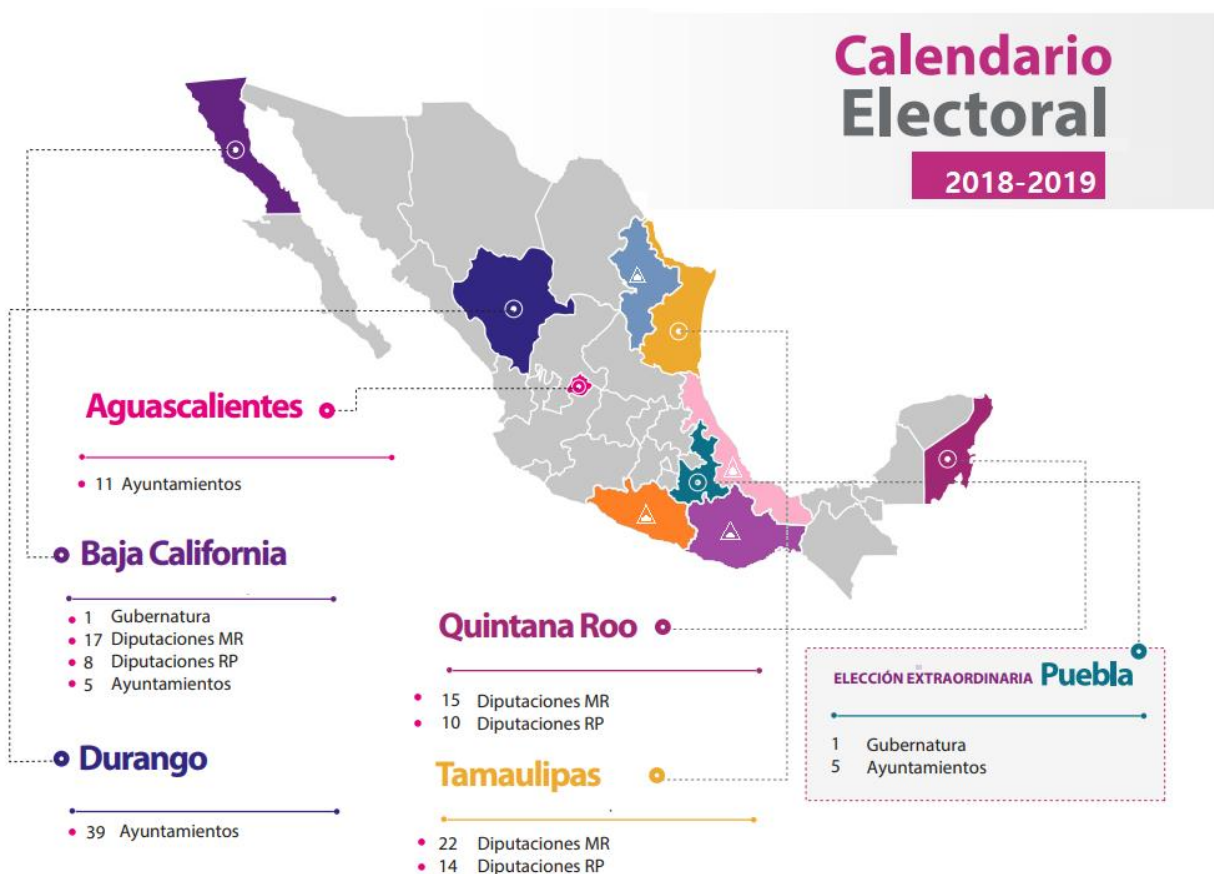 Calendario
Electoral
2018-2019
Aguascalientes
11 Ayuntamientos
Baja California
1 Gubernatura
17 Diputaciones MR
8 Diputaciones RP
5 Ayuntamientos
Durango
39 Ayuntamientos
Quintana Roo
15 Diputaciones MR
10 Diputaciones RP
Tamaulipas
22 Diputaciones MR
14 Diputaciones RP
ELECCIÓN EXTRAORDINARIA Puebla
1 Gubernatura
5 Ayuntamientos